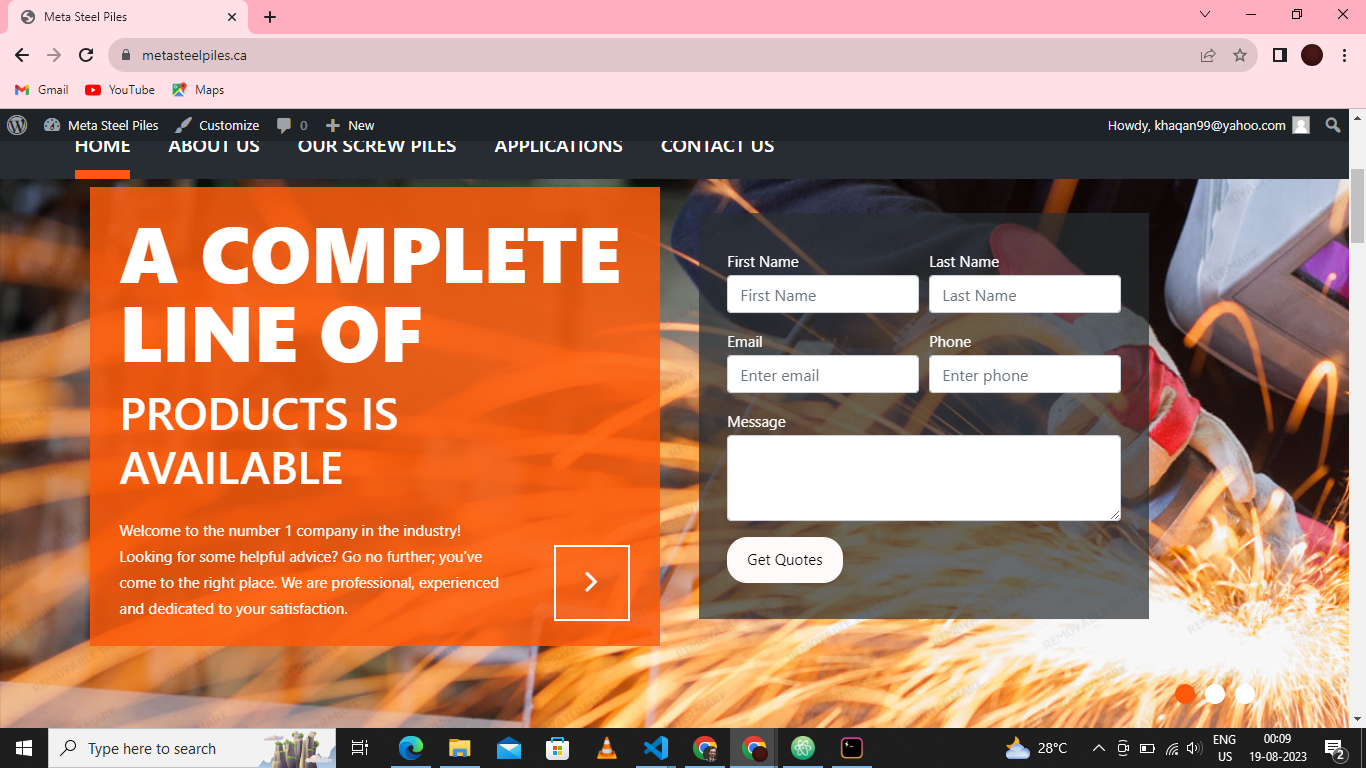 Meta Steel Piles
metasteelpiles.ca
Gmail YouTube Maps
Meta Steel Piles Customize 0 New Howdy, khaqan99@yahoo.com
HOME ABOUT US OUR SCREW PILES APPLICATIONS CONTACT US
A COMPLETE
LINE OF
PRODUCTS IS
AVAILABLE
Welcome to the number 1 company in the industry!
Looking for some helpful advice? Go no further; you've
come to the right place. We are professional, experienced
and dedicated to your satisfaction.
First Name Last Name
First Name Last Name
Email Phone
Enter email Enter phone
Message
Get Quotes
Type here to search
28°C
ENG
US
00:09
19-08-2023
2